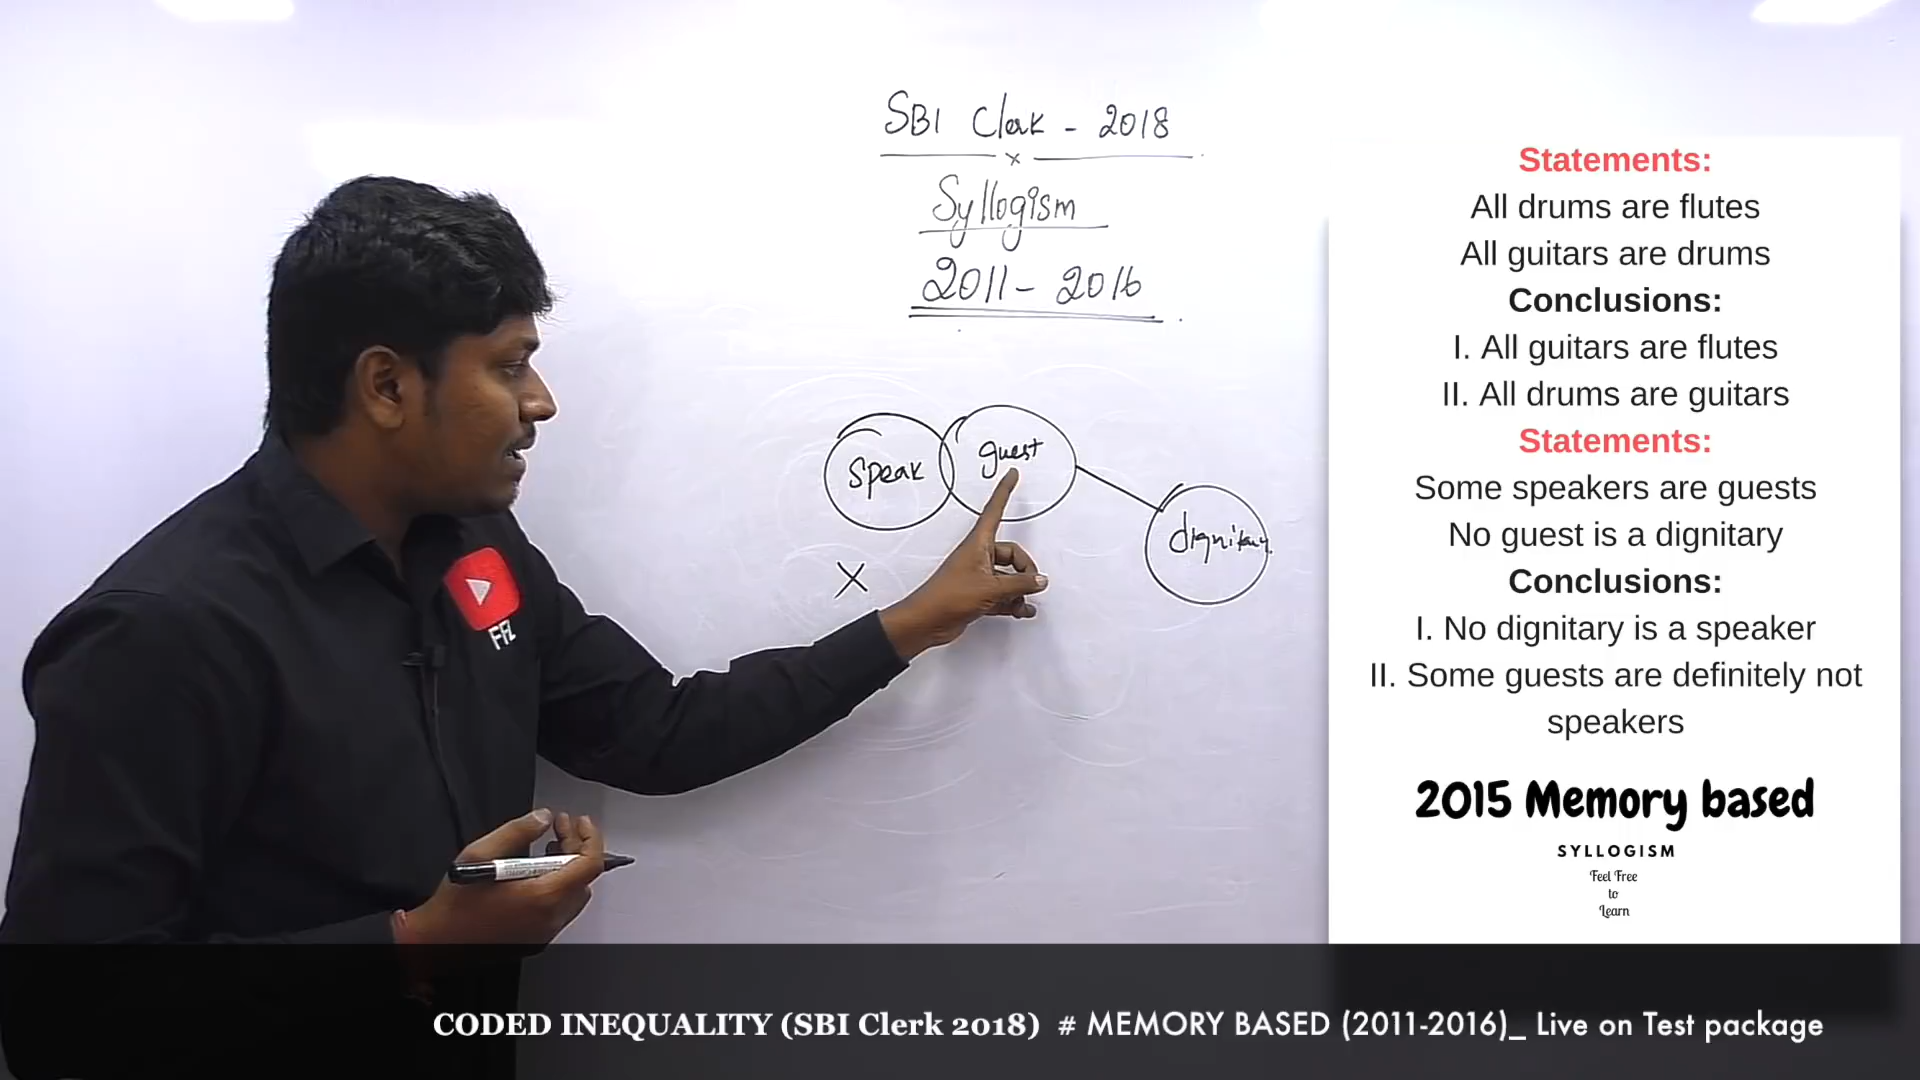 SBI Clerk - 2018
x
Syllogism
2011 - 2016
Speak
guest
dignitary
X
FFL
Statements:
All drums are flutes
All guitars are drums
Conclusions:
I. All guitars are flutes
II. All drums are guitars
Statements:
Some speakers are guests
No guest is a dignitary
Conclusions:
I. No dignitary is a speaker
II. Some guests are definitely not
speakers
2015 Memory based
SYLLOGISM
Feel Free
to
Learn
CODED INEQUALITY (SBI Clerk 2018) # MEMORY BASED (2011-2016)_ Live on Test package